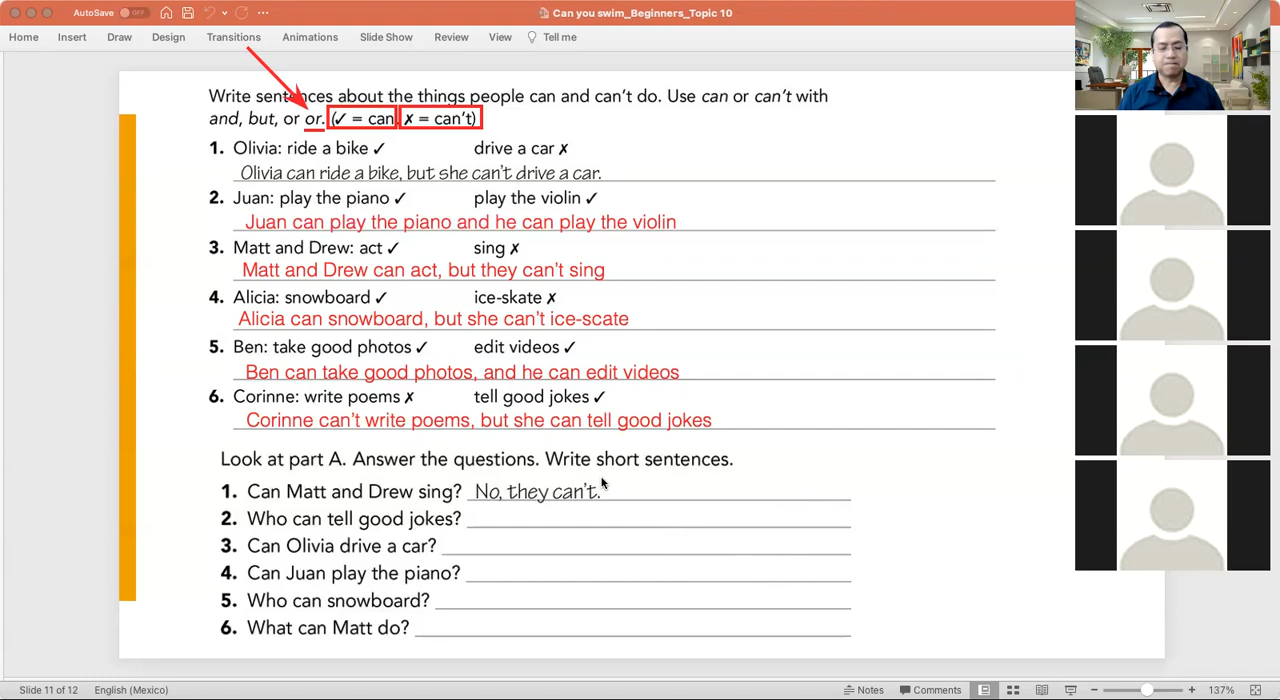 AutoSave OFF
Can you swim_Beginners_Topic 10
Home Insert Draw Design Transitions Animations Slide Show Review View Tell me
Write sentences about the things people can and can't do. Use can or can't with
and, but, or or. (✓ = can ✗ = can't)
1. Olivia: ride a bike ✓ drive a car ✗
Olivia can ride a bike, but she can't drive a car.
2. Juan: play the piano ✓ play the violin ✓
Juan can play the piano and he can play the violin
3. Matt and Drew: act ✓ sing ✗
Matt and Drew can act, but they can't sing
4. Alicia: snowboard ✓ ice-skate ✗
Alicia can snowboard, but she can't ice-scate
5. Ben: take good photos ✓ edit videos ✓
Ben can take good photos, and he can edit videos
6. Corinne: write poems ✗ tell good jokes ✓
Corinne can't write poems, but she can tell good jokes
Look at part A. Answer the questions. Write short sentences.
1. Can Matt and Drew sing? No, they can't.
2. Who can tell good jokes?
3. Can Olivia drive a car?
4. Can Juan play the piano?
5. Who can snowboard?
6. What can Matt do?
Slide 11 of 12 English (Mexico) Notes Comments 137%